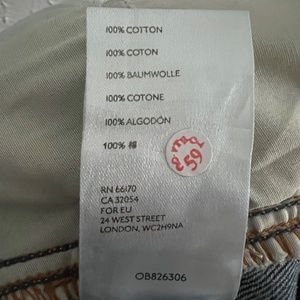 100% COTTON
100% COTON
100% BAUMWOLLE
100% COTONE
100% ALGODÓN
100% 棉
59
RN 66170
CA 32054
FOR EU
24 WEST STREET
LONDON, WC2H9NA
OB826306